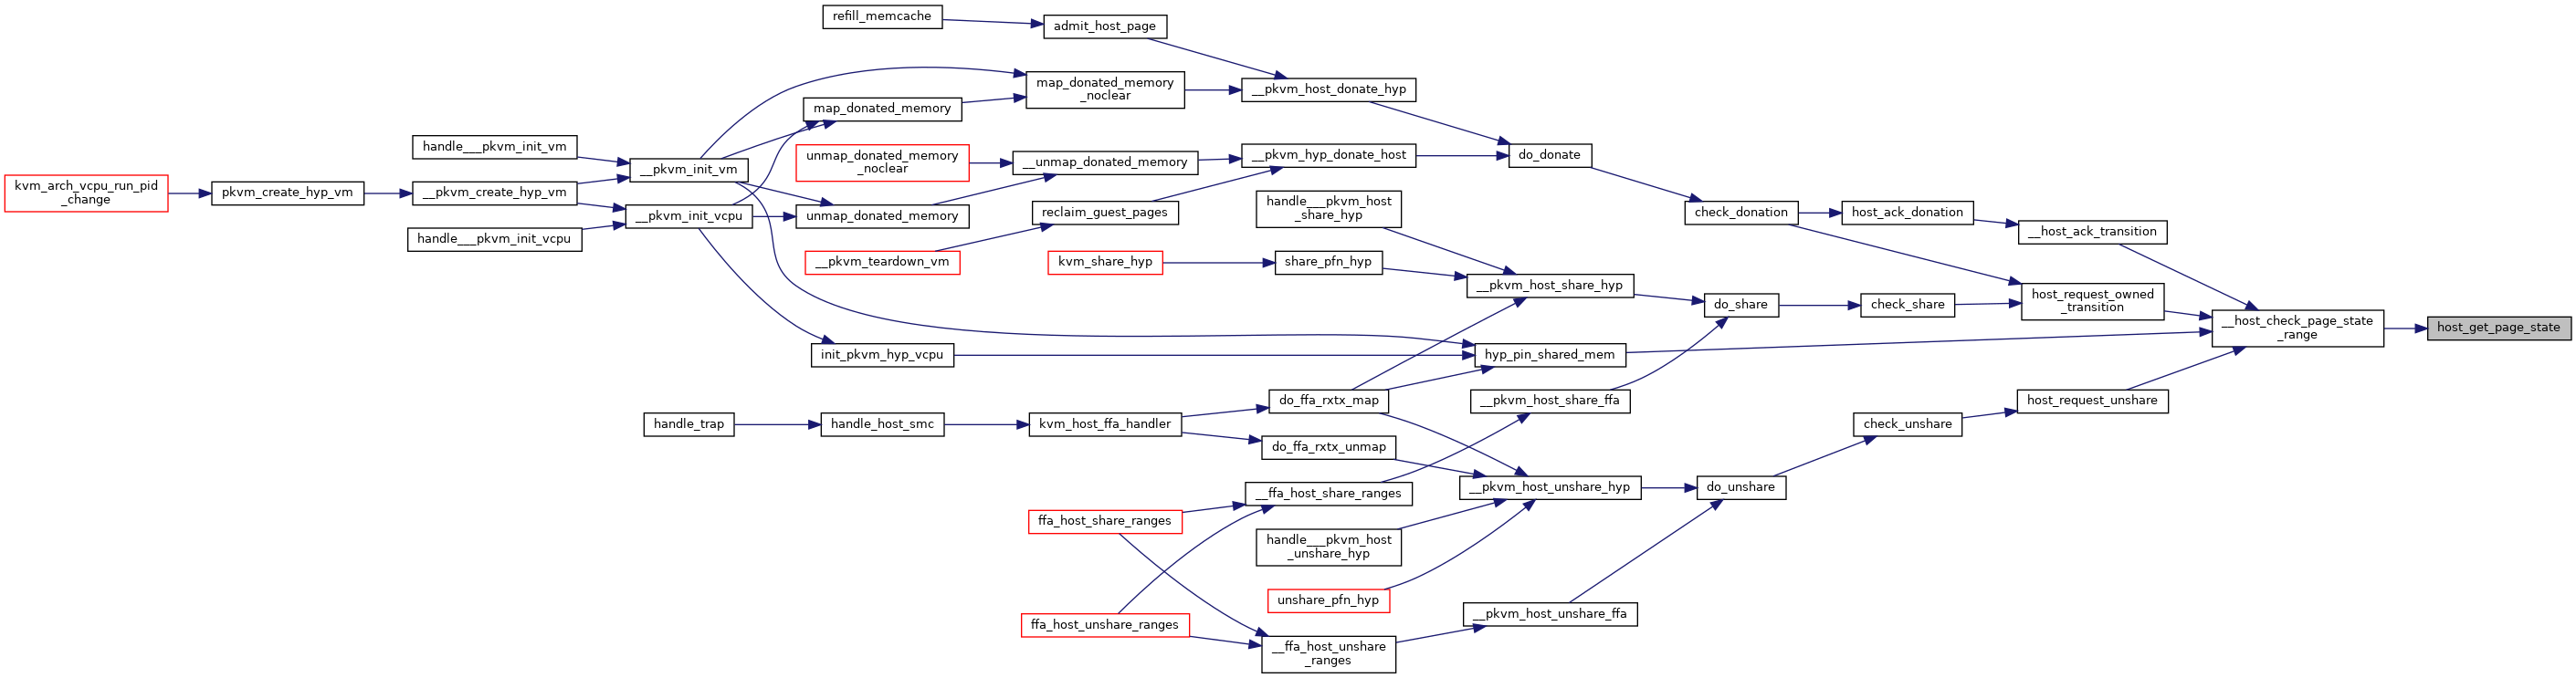 refill_memcache
admit_host_page
map_donated_memory
_noclear
__pkvm_host_donate_hyp
map_donated_memory
handle___pkvm_init_vm
__pkvm_init_vm
unmap_donated_memory
_noclear
__unmap_donated_memory
__pkvm_hyp_donate_host
do_donate
kvm_arch_vcpu_run_pid
_change
pkvm_create_hyp_vm
__pkvm_create_hyp_vm
__pkvm_init_vcpu
unmap_donated_memory
reclaim_guest_pages
handle___pkvm_host
_share_hyp
check_donation
host_ack_donation
__host_ack_transition
handle___pkvm_init_vcpu
__pkvm_teardown_vm
kvm_share_hyp
share_pfn_hyp
__pkvm_host_share_hyp
do_share
check_share
host_request_owned
_transition
__host_check_page_state
_range
host_get_page_state
init_pkvm_hyp_vcpu
hyp_pin_shared_mem
do_ffa_rxtx_map
__pkvm_host_share_ffa
host_request_unshare
handle_trap
handle_host_smc
kvm_host_ffa_handler
do_ffa_rxtx_unmap
check_unshare
__ffa_host_share_ranges
__pkvm_host_unshare_hyp
do_unshare
ffa_host_share_ranges
handle___pkvm_host
_unshare_hyp
unshare_pfn_hyp
ffa_host_unshare_ranges
__pkvm_host_unshare_ffa
__ffa_host_unshare
_ranges